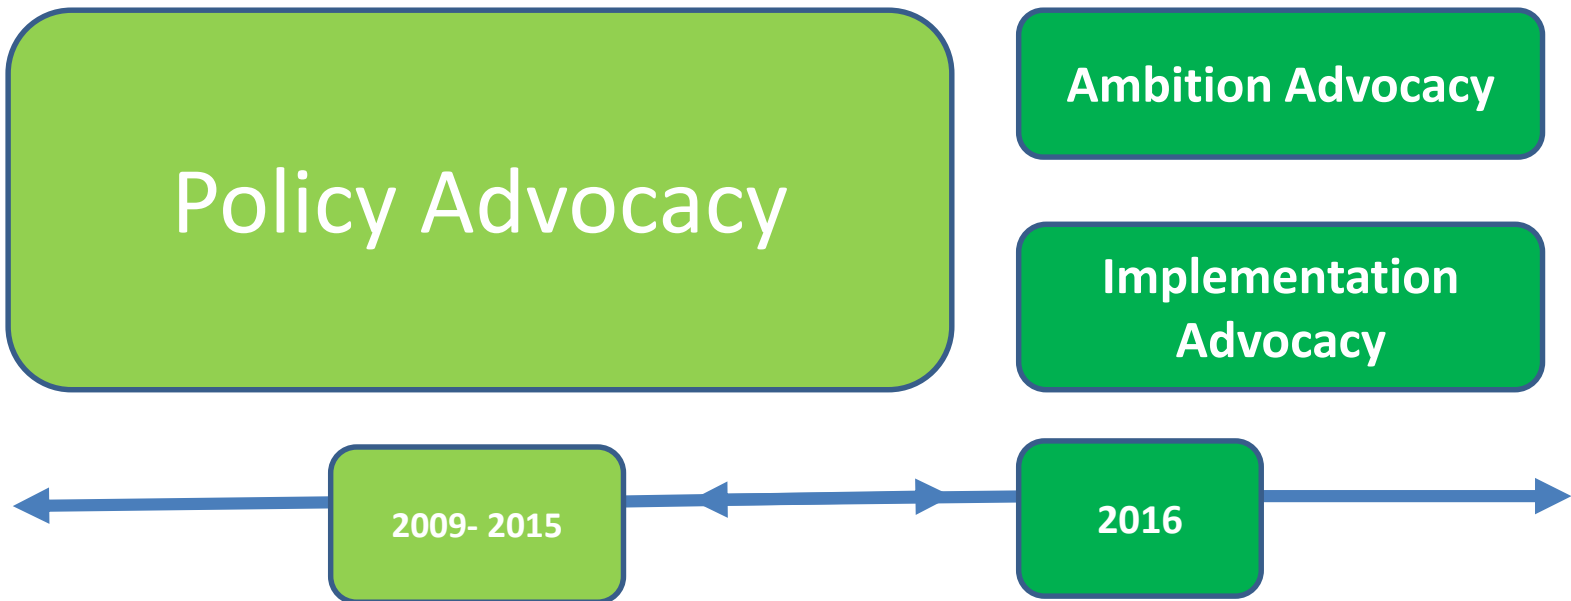 Policy Advocacy
Ambition Advocacy
Implementation
Advocacy
2009- 2015
2016